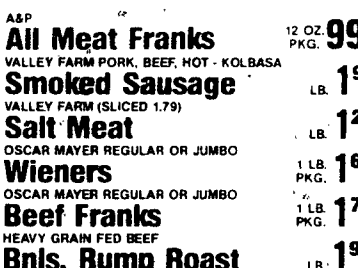 A&P
All Meat Franks 12 OZ. PKG. 99
VALLEY FARM PORK, BEEF, HOT - KOLBASA
Smoked Sausage LB. 1
VALLEY FARM (SLICED 1.79)
Salt Meat LB. 1
OSCAR MAYER REGULAR OR JUMBO
Wieners 1 LB. PKG. 1
OSCAR MAYER REGULAR OR JUMBO
Beef Franks 1 LB. PKG. 1
HEAVY GRAIN FED BEEF
Bnls. Rump Roast LB. 1